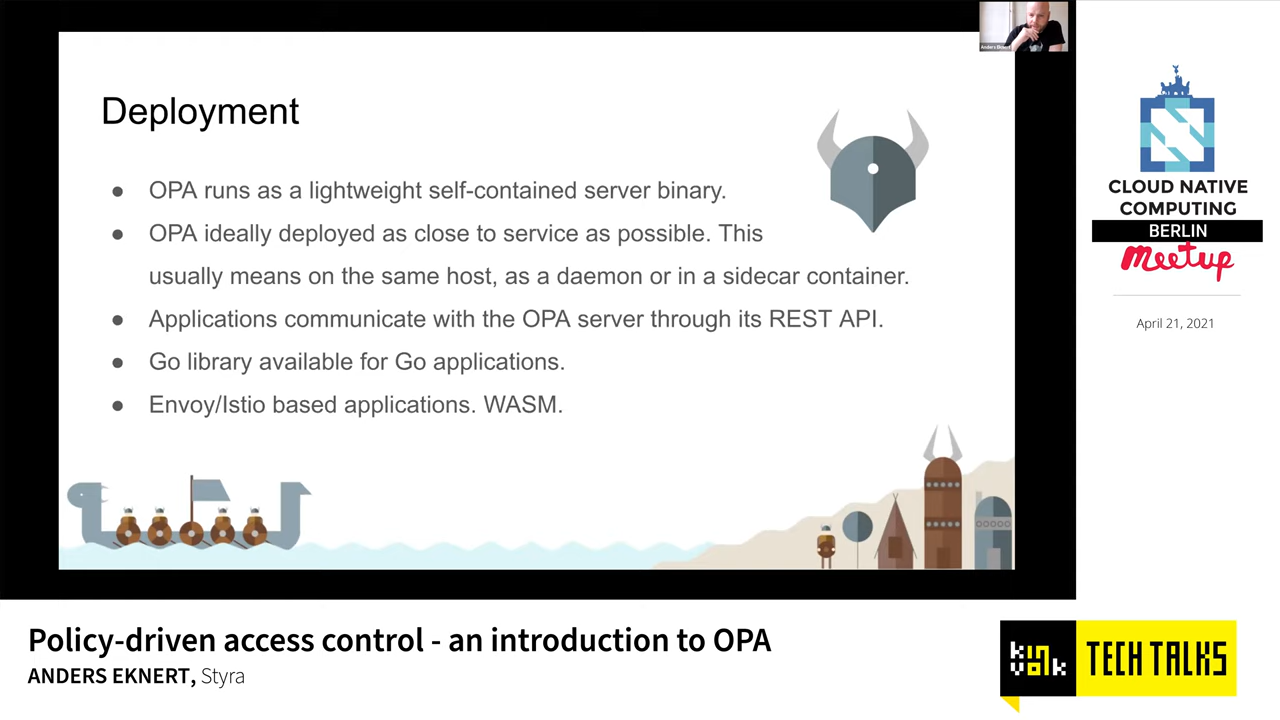 Deployment
● OPA runs as a lightweight self-contained server binary.
● OPA ideally deployed as close to service as possible. This
usually means on the same host, as a daemon or in a sidecar container.
● Applications communicate with the OPA server through its REST API.
● Go library available for Go applications.
● Envoy/Istio based applications. WASM.
Anders Eknert
CLOUD NATIVE
COMPUTING
BERLIN
Meetup
April 21, 2021
Policy-driven access control - an introduction to OPA
ANDERS EKNERT, Styra
kinvolk
TECH TALKS